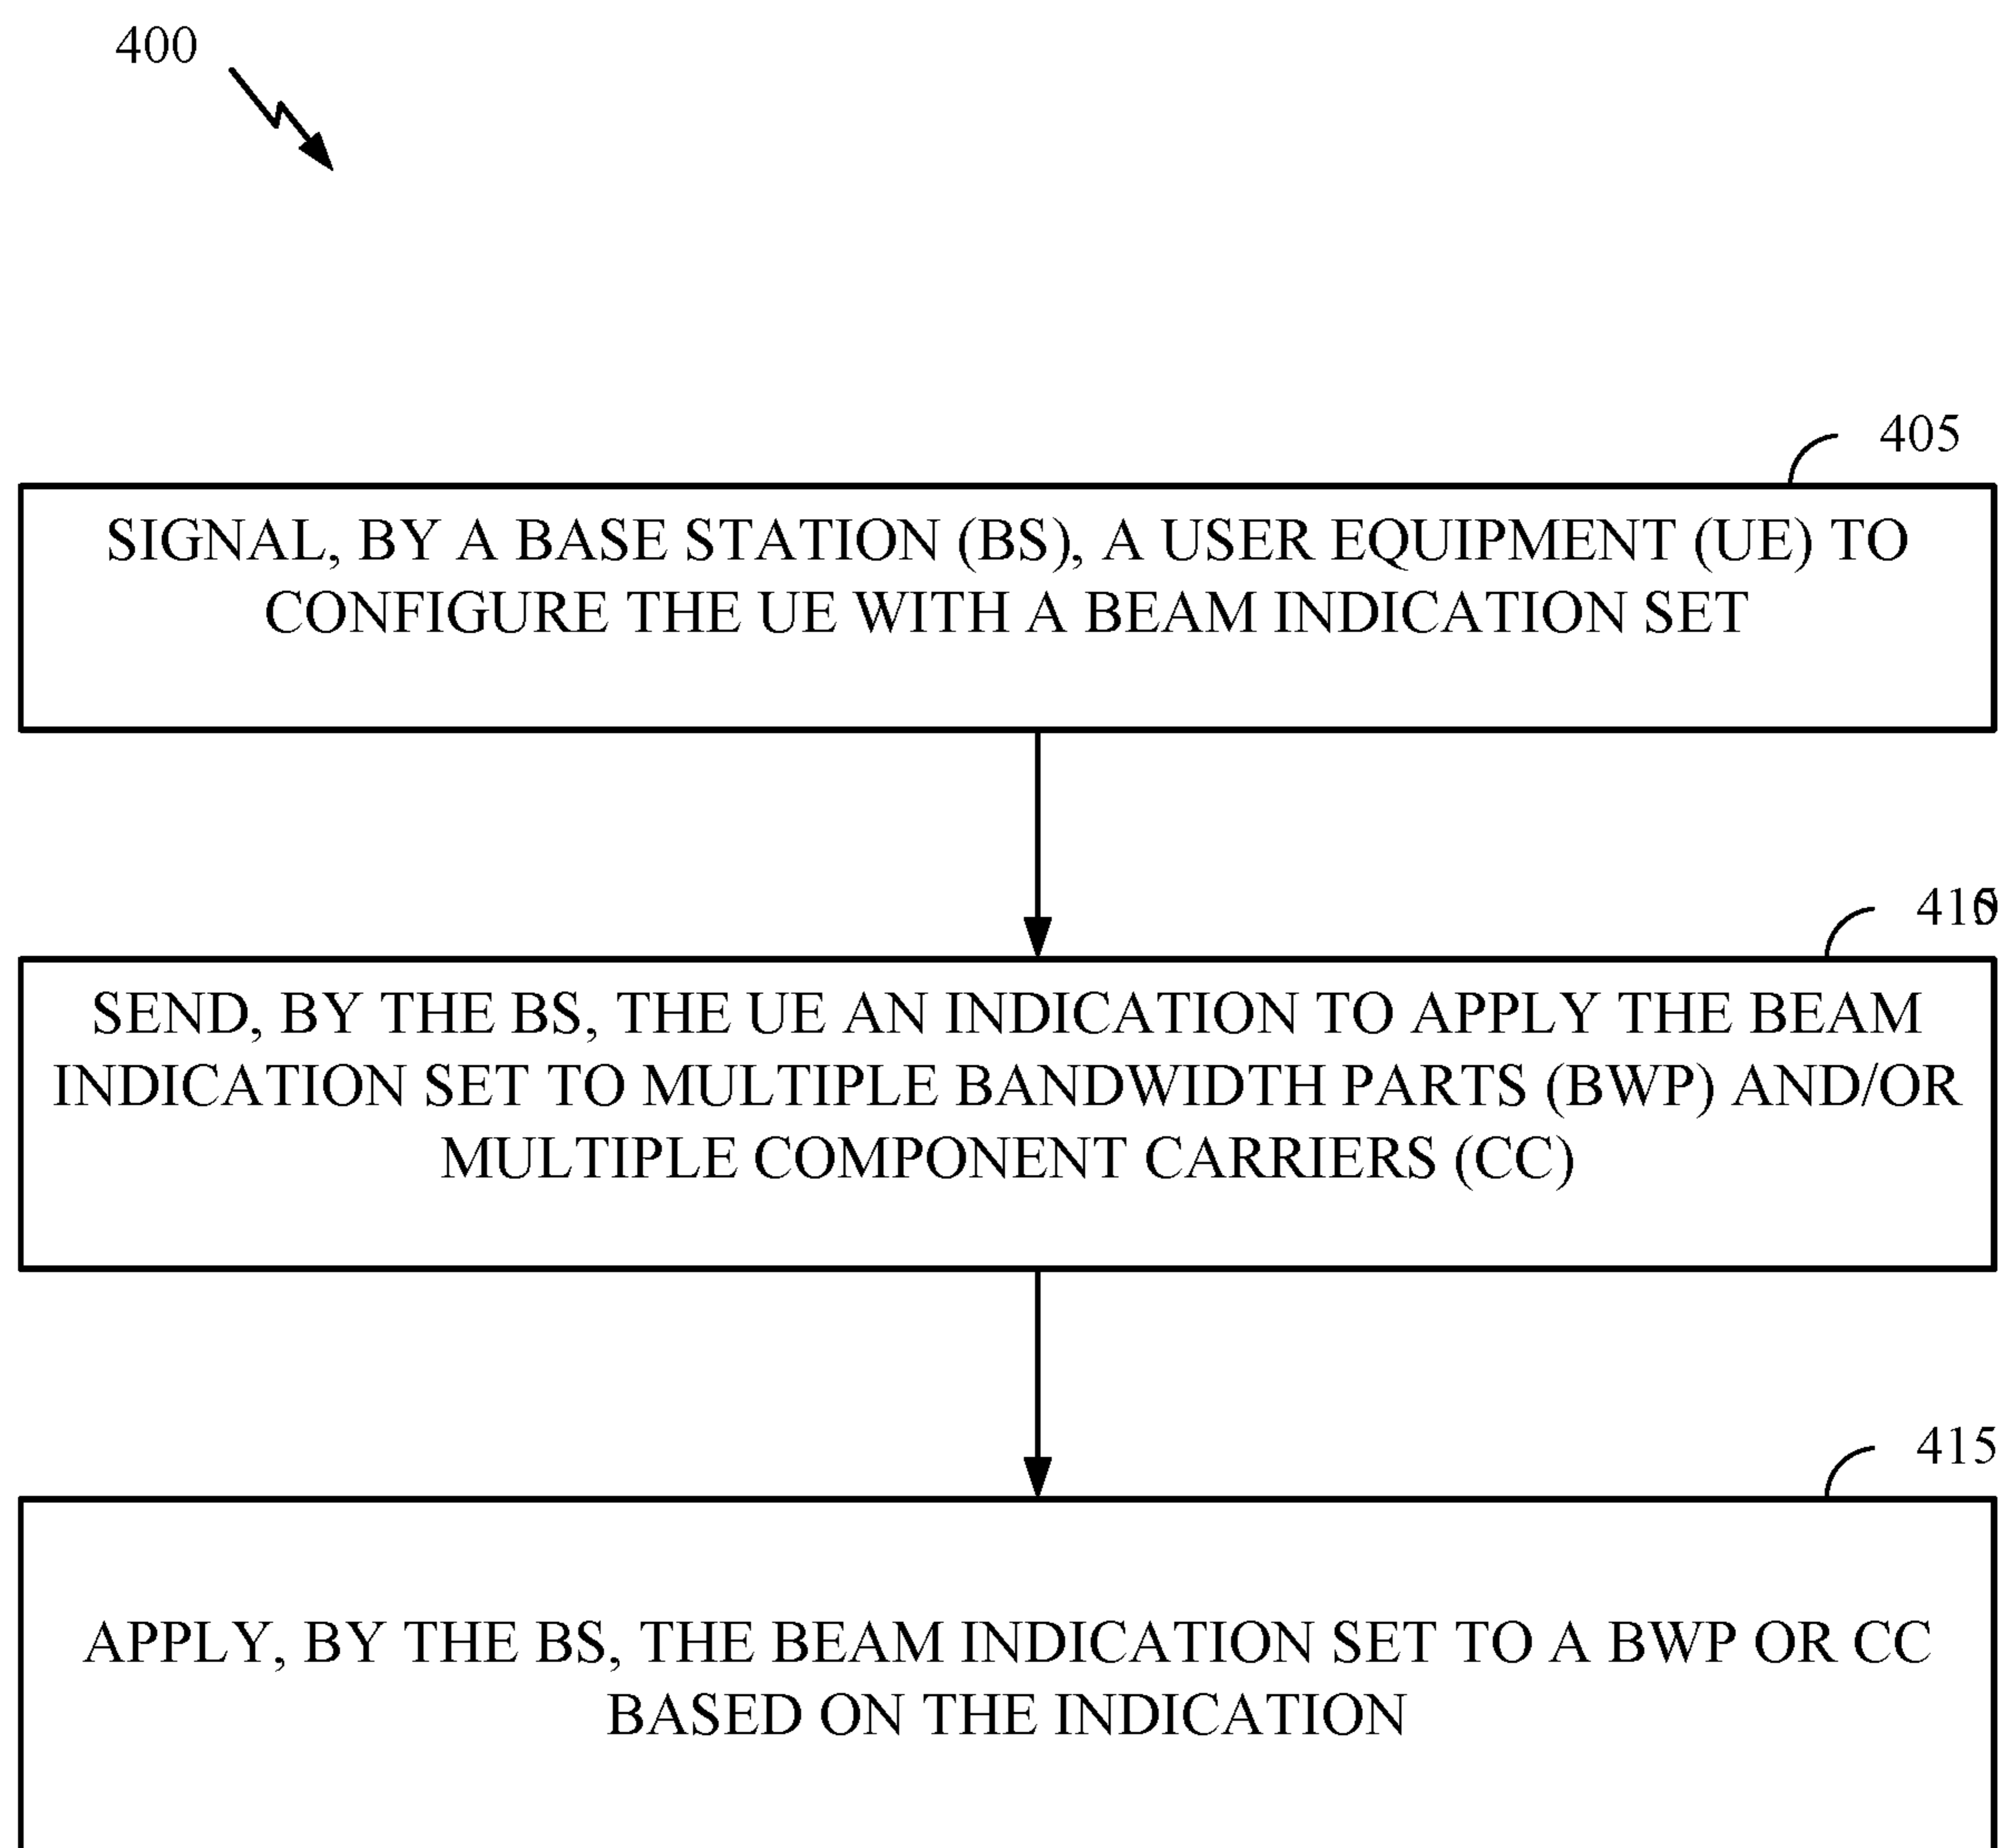 400
405
SIGNAL, BY A BASE STATION (BS), A USER EQUIPMENT (UE) TO
CONFIGURE THE UE WITH A BEAM INDICATION SET
SEND, BY THE BS, THE UE AN INDICATION TO APPLY THE BEAM
INDICATION SET TO MULTIPLE BANDWIDTH PARTS (BWP) AND/OR
MULTIPLE COMPONENT CARRIERS (CC)
415
APPLY, BY THE BS, THE BEAM INDICATION SET TO A BWP OR CC
BASED ON THE INDICATION